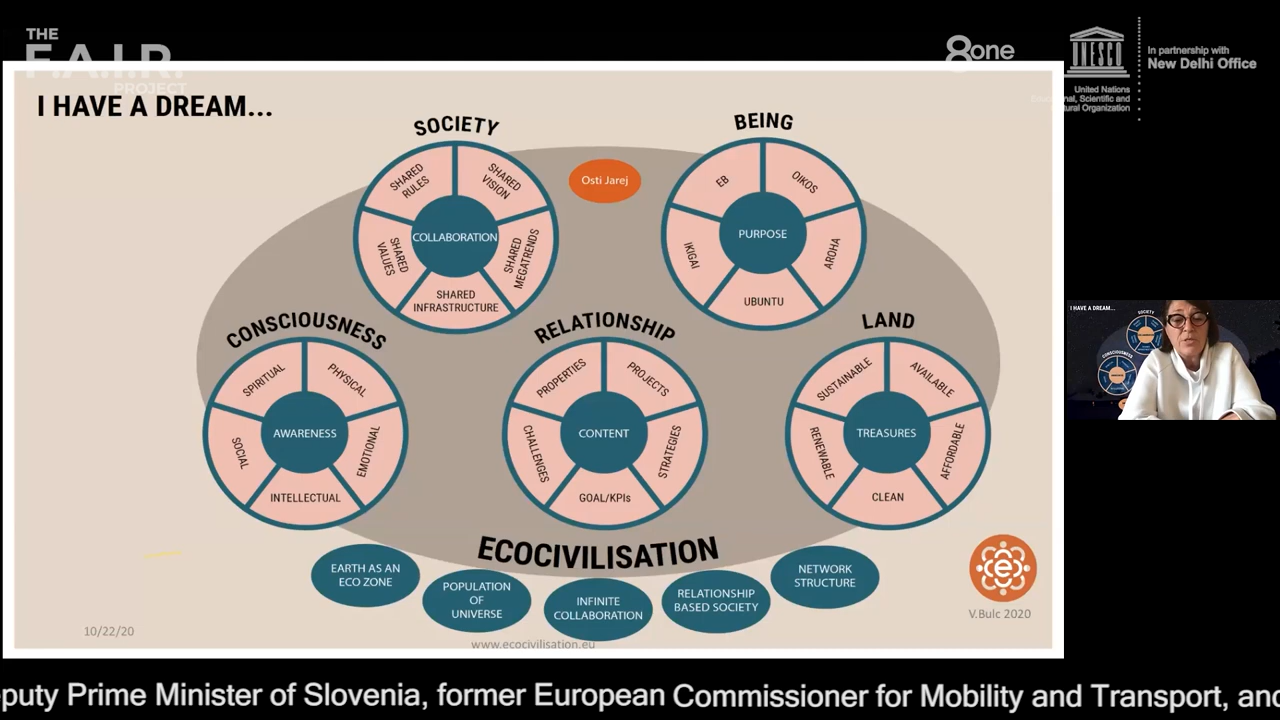 THE
F.A.I.R.
PROJECT
8one
UNESCO
In partnership with
New Delhi Office
United Nations
Educational, Scientific and
Cultural Organization
I HAVE A DREAM...
SOCIETY
SHARED
RULES
SHARED
VISION
SHARED
VALUES
COLLABORATION
SHARED
MEGATRENDS
SHARED
INFRASTRUCTURE
Osti Jarej
BEING
EB
OIKOS
IKIGAI
PURPOSE
AROHA
UBUNTU
CONSCIOUSNESS
SPIRITUAL
PHYSICAL
SOCIAL
AWARENESS
EMOTIONAL
INTELLECTUAL
RELATIONSHIP
PROPERTIES
PROJECTS
CHALLENGES
CONTENT
STRATEGIES
GOAL/KPIs
LAND
SUSTAINABLE
AVAILABLE
RENEWABLE
TREASURES
AFFORDABLE
CLEAN
ECOCIVILISATION
EARTH AS AN
ECO ZONE
POPULATION
OF
UNIVERSE
INFINITE
COLLABORATION
RELATIONSHIP
BASED SOCIETY
NETWORK
STRUCTURE
e
V.Bulc 2020
10/22/20
www.ecocivilisation.eu
I HAVE A DREAM...
SOCIETY
CONSCIOUSNESS
puty Prime Minister of Slovenia, former European Commissioner for Mobility and Transport, and